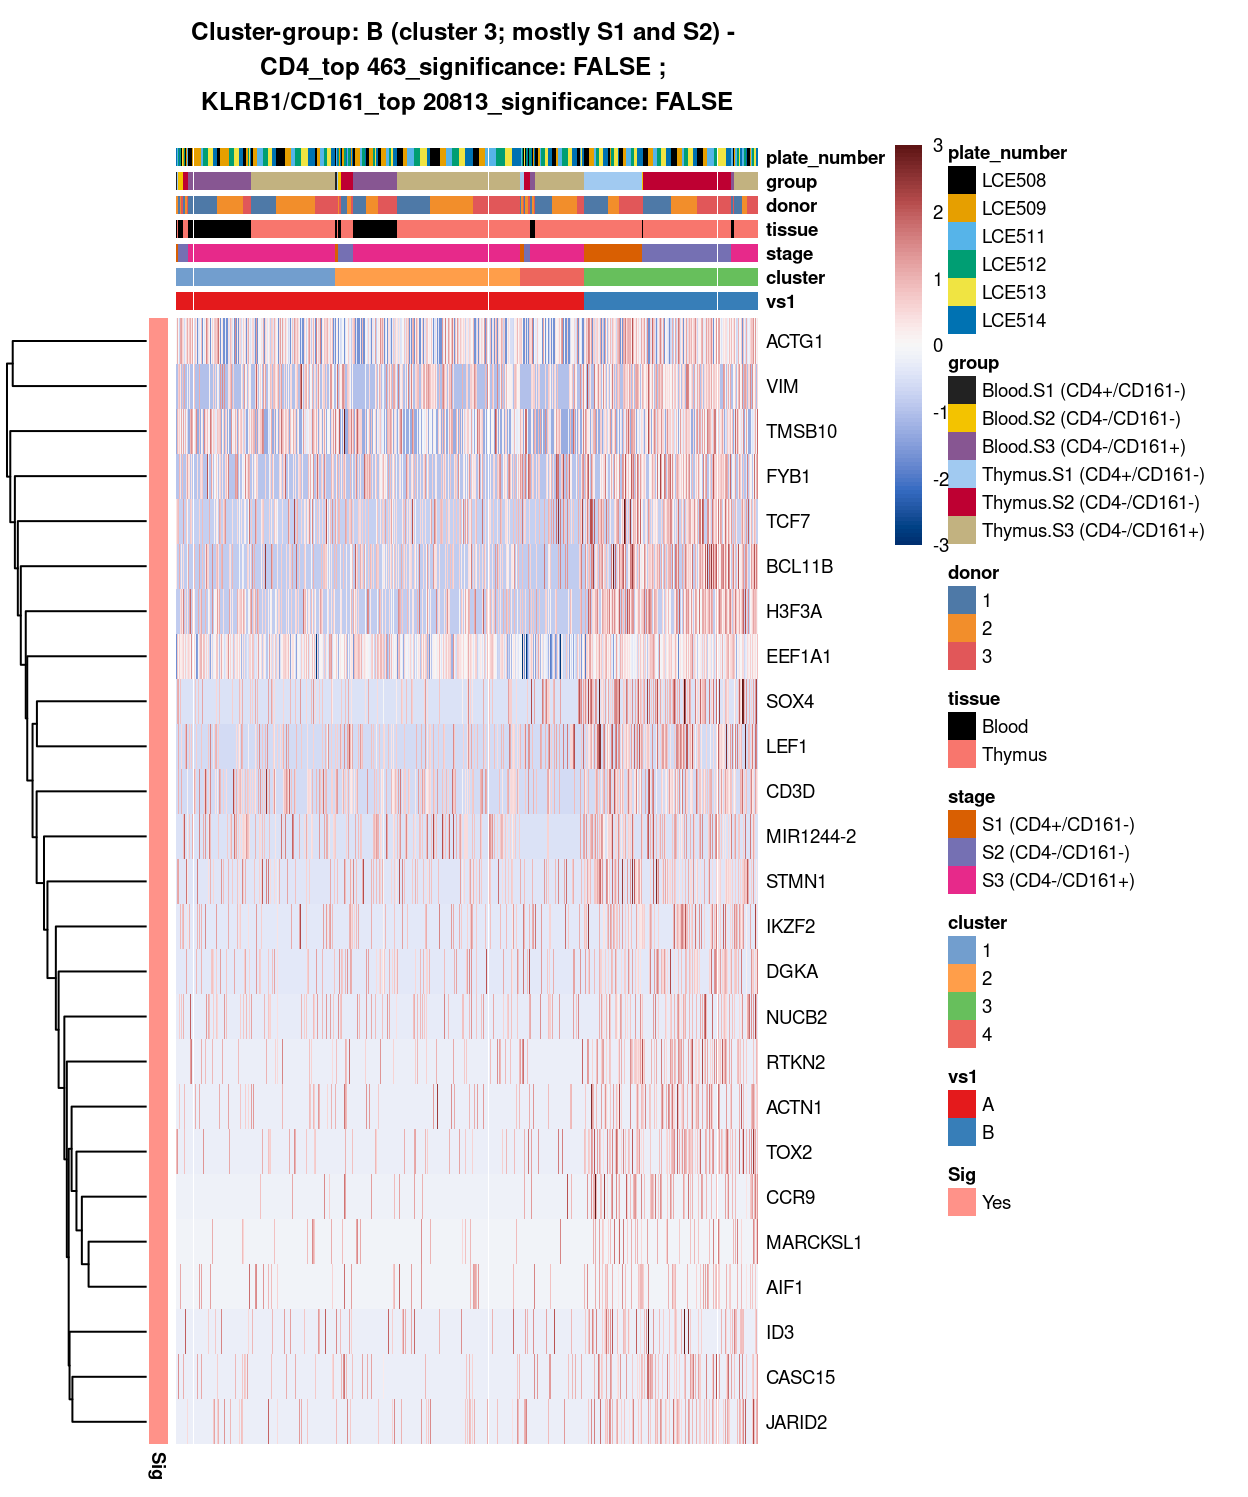 Cluster-group: B (cluster 3; mostly S1 and S2) -
CD4_top 463_significance: FALSE ;
KLRB1/CD161_top 20813_significance: FALSE
plate_number
group
donor
tissue
stage
cluster
vs1
ACTG1
VIM
TMSB10
FYB1
TCF7
BCL11B
H3F3A
EEF1A1
SOX4
LEF1
CD3D
MIR1244-2
STMN1
IKZF2
DGKA
NUCB2
RTKN2
ACTN1
TOX2
CCR9
MARCKSL1
AIF1
ID3
CASC15
JARID2
Sig
3
2
1
0
-1
-2
-3
plate_number
LCE508
LCE509
LCE511
LCE512
LCE513
LCE514
group
Blood.S1 (CD4+/CD161-)
Blood.S2 (CD4-/CD161-)
Blood.S3 (CD4-/CD161+)
Thymus.S1 (CD4+/CD161-)
Thymus.S2 (CD4-/CD161-)
Thymus.S3 (CD4-/CD161+)
donor
1
2
3
tissue
Blood
Thymus
stage
S1 (CD4+/CD161-)
S2 (CD4-/CD161-)
S3 (CD4-/CD161+)
cluster
1
2
3
4
vs1
A
B
Sig
Yes